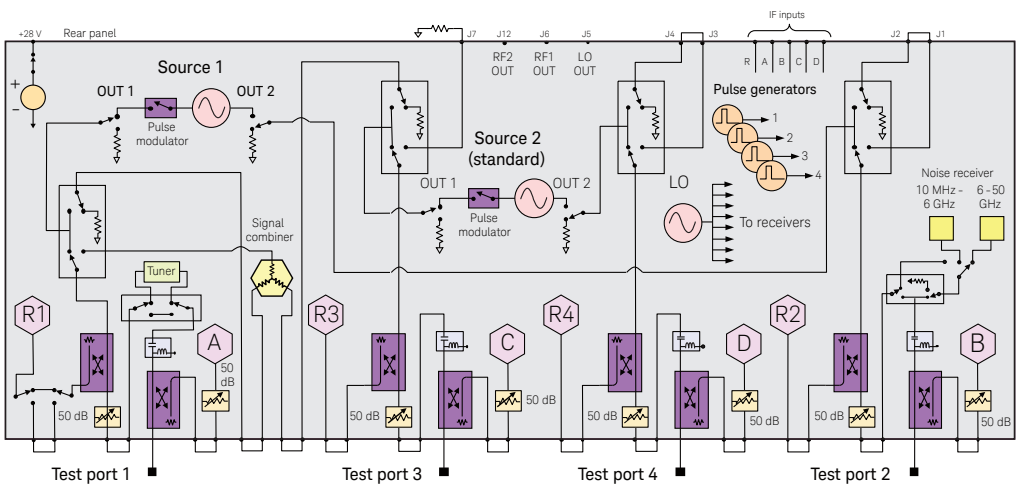 +28 V
Rear panel
J7
J12
J6
J5
J4
J3
IF inputs
J2
J1
RF2
OUT
RF1
OUT
LO
OUT
R
A
B
C
D
+
−
Source 1
OUT 1
OUT 2
Pulse
modulator
Source 2
(standard)
OUT 1
OUT 2
Pulse
modulator
Pulse generators
1
2
3
4
LO
To receivers
Noise receiver
10 MHz -
6 GHz
6 -50
GHz
Signal
combiner
Tuner
R1
A
R3
C
R4
D
R2
B
50
dB
50 dB
50 dB
50 dB
50 dB
50 dB
50 dB
50 dB
Test port 1
Test port 3
Test port 4
Test port 2